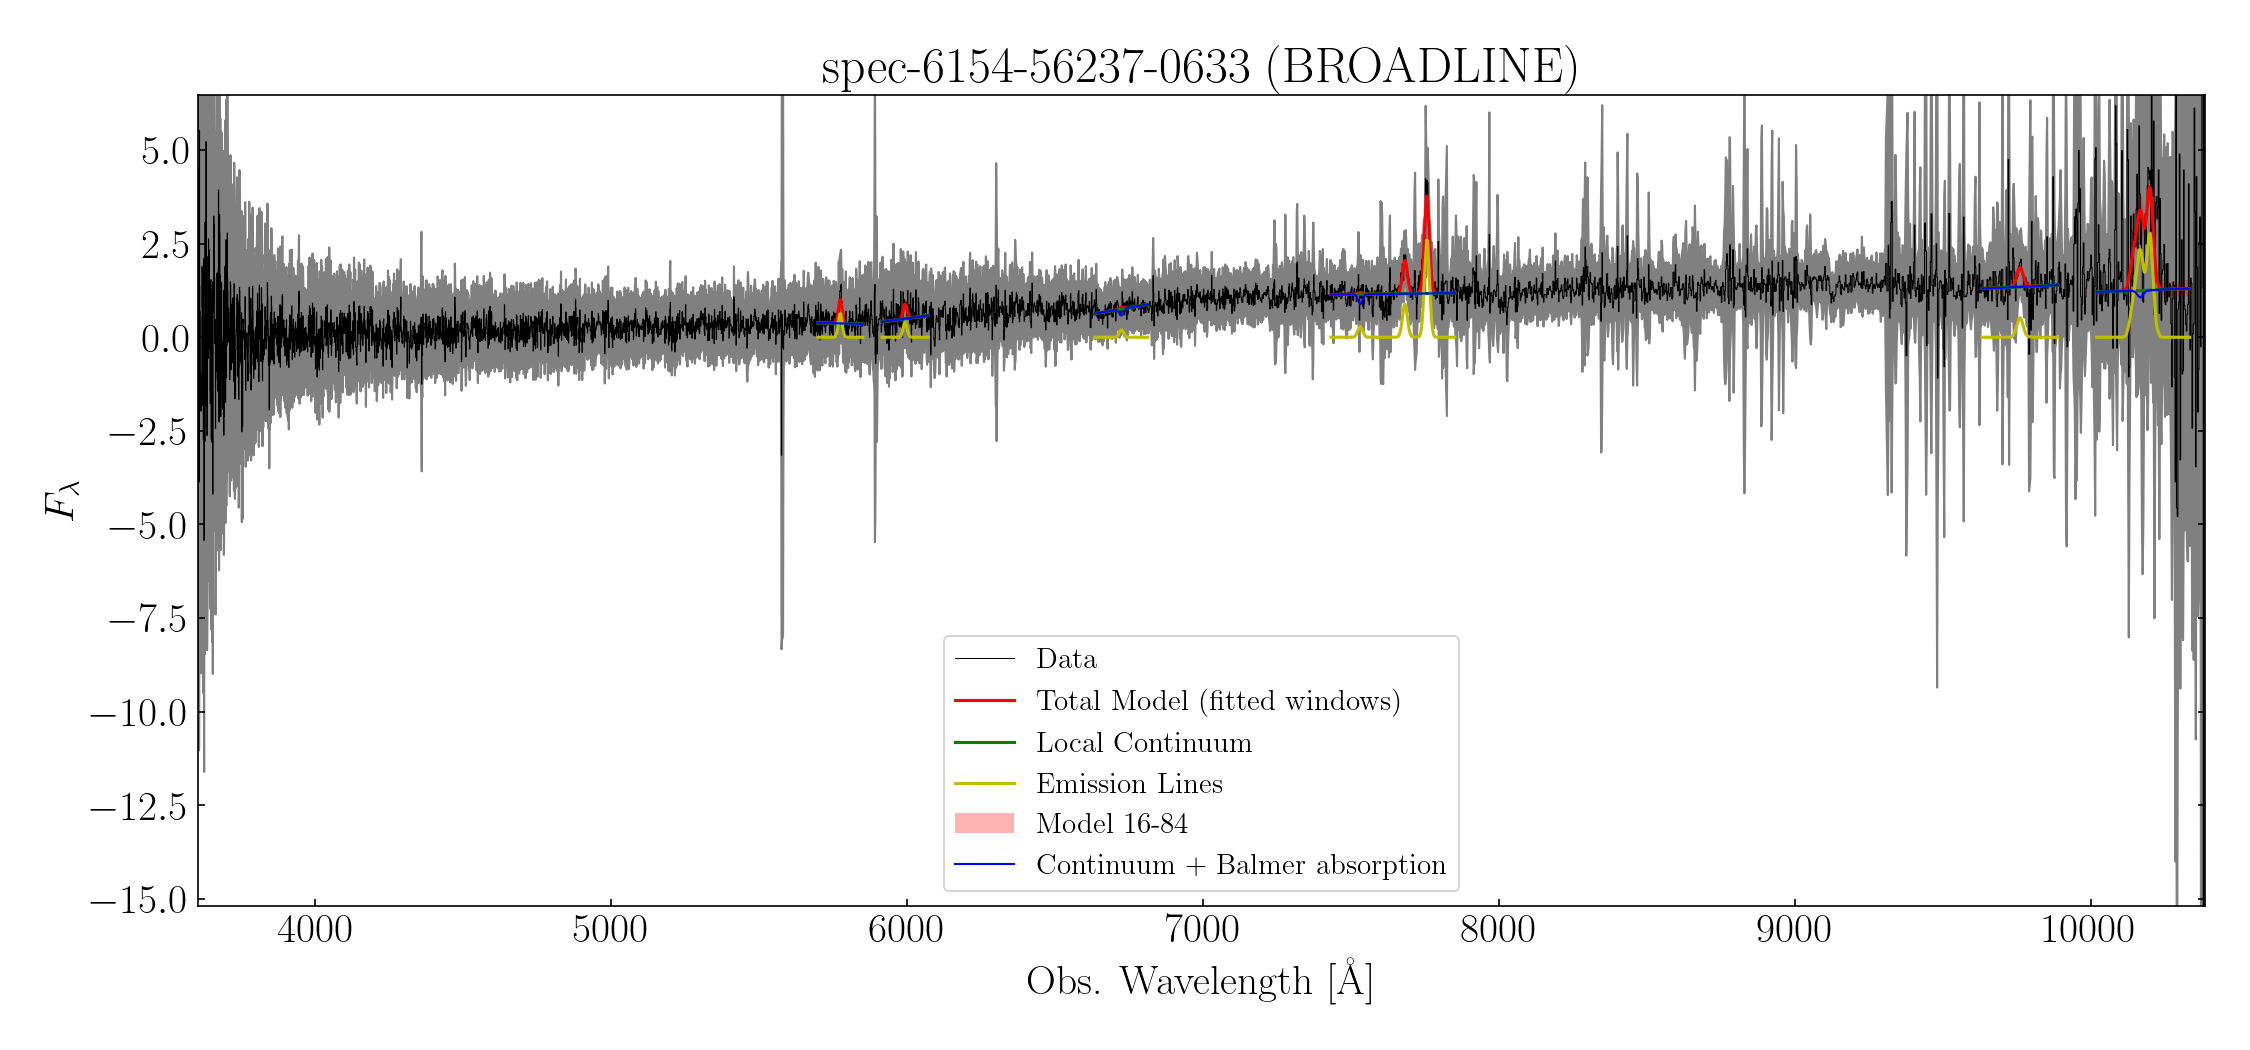 spec-6154-56237-0633 (BROADLINE)
5.0
2.5
0.0
−2.5
−5.0
−7.5
−10.0
−12.5
−15.0
F_λ
Data
Total Model (fitted windows)
Local Continuum
Emission Lines
Model 16-84
Continuum + Balmer absorption
4000 5000 6000 7000 8000 9000 10000
Obs. Wavelength [Å]